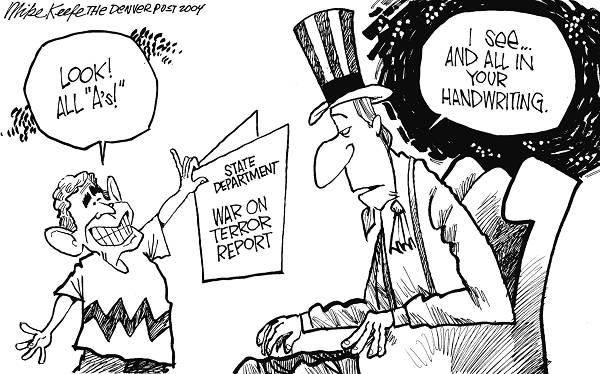 Mike Keefe THE DENVER POST 2004
LOOK!
ALL "A's!"
I SEE...
AND ALL IN
YOUR
HANDWRITING.
STATE
DEPARTMENT
WAR ON
TERROR
REPORT